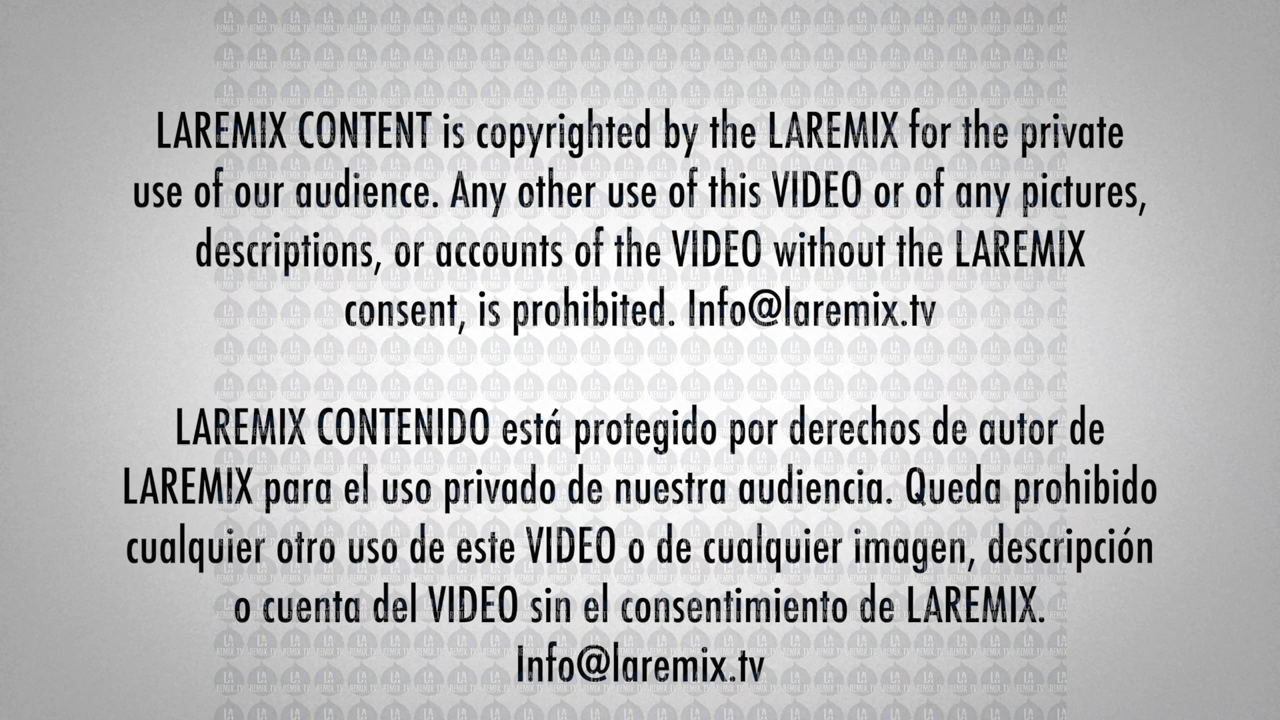 LAREMIX CONTENT is copyrighted by the LAREMIX for the private
use of our audience. Any other use of this VIDEO or of any pictures,
descriptions, or accounts of the VIDEO without the LAREMIX
consent, is prohibited. Info@laremix.tv
LAREMIX CONTENIDO está protegido por derechos de autor de
LAREMIX para el uso privado de nuestra audiencia. Queda prohibido
cualquier otro uso de este VIDEO o de cualquier imagen, descripción
o cuenta del VIDEO sin el consentimiento de LAREMIX.
Info@laremix.tv